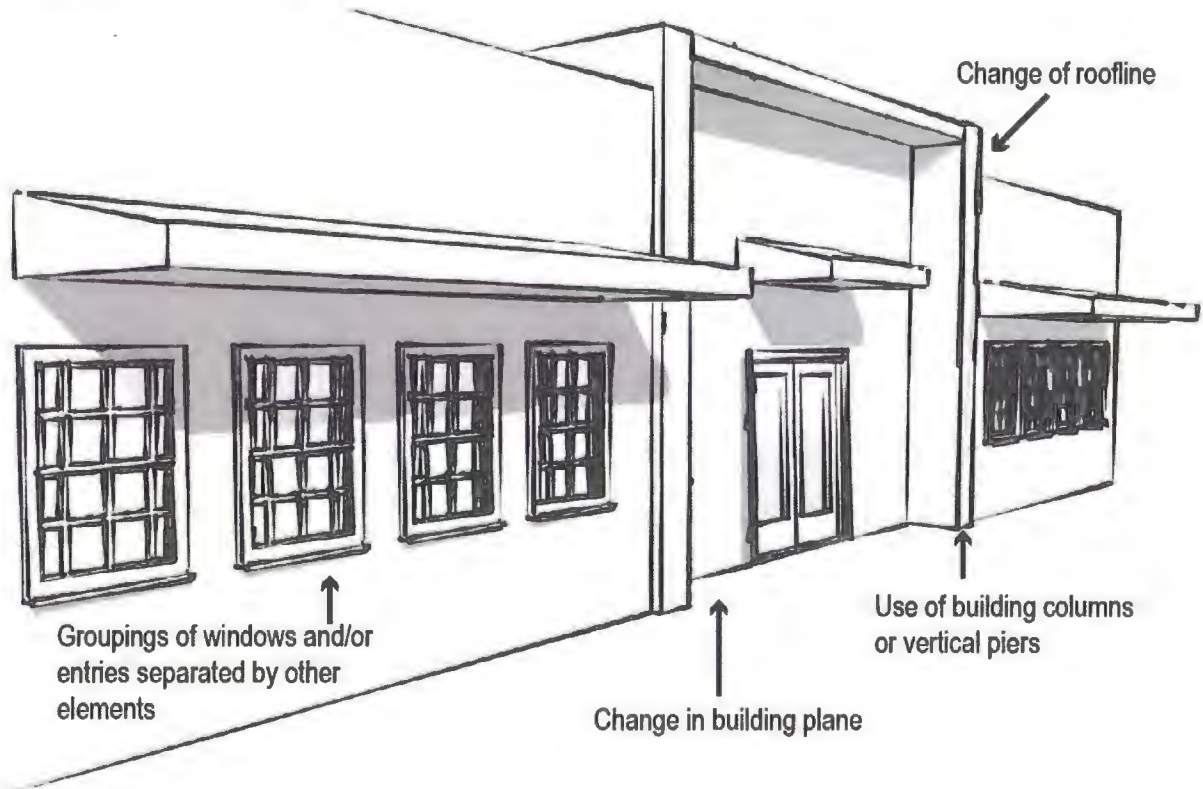 Change of roofline
Groupings of windows and/or
entries separated by other
elements
Use of building columns
or vertical piers
Change in building plane